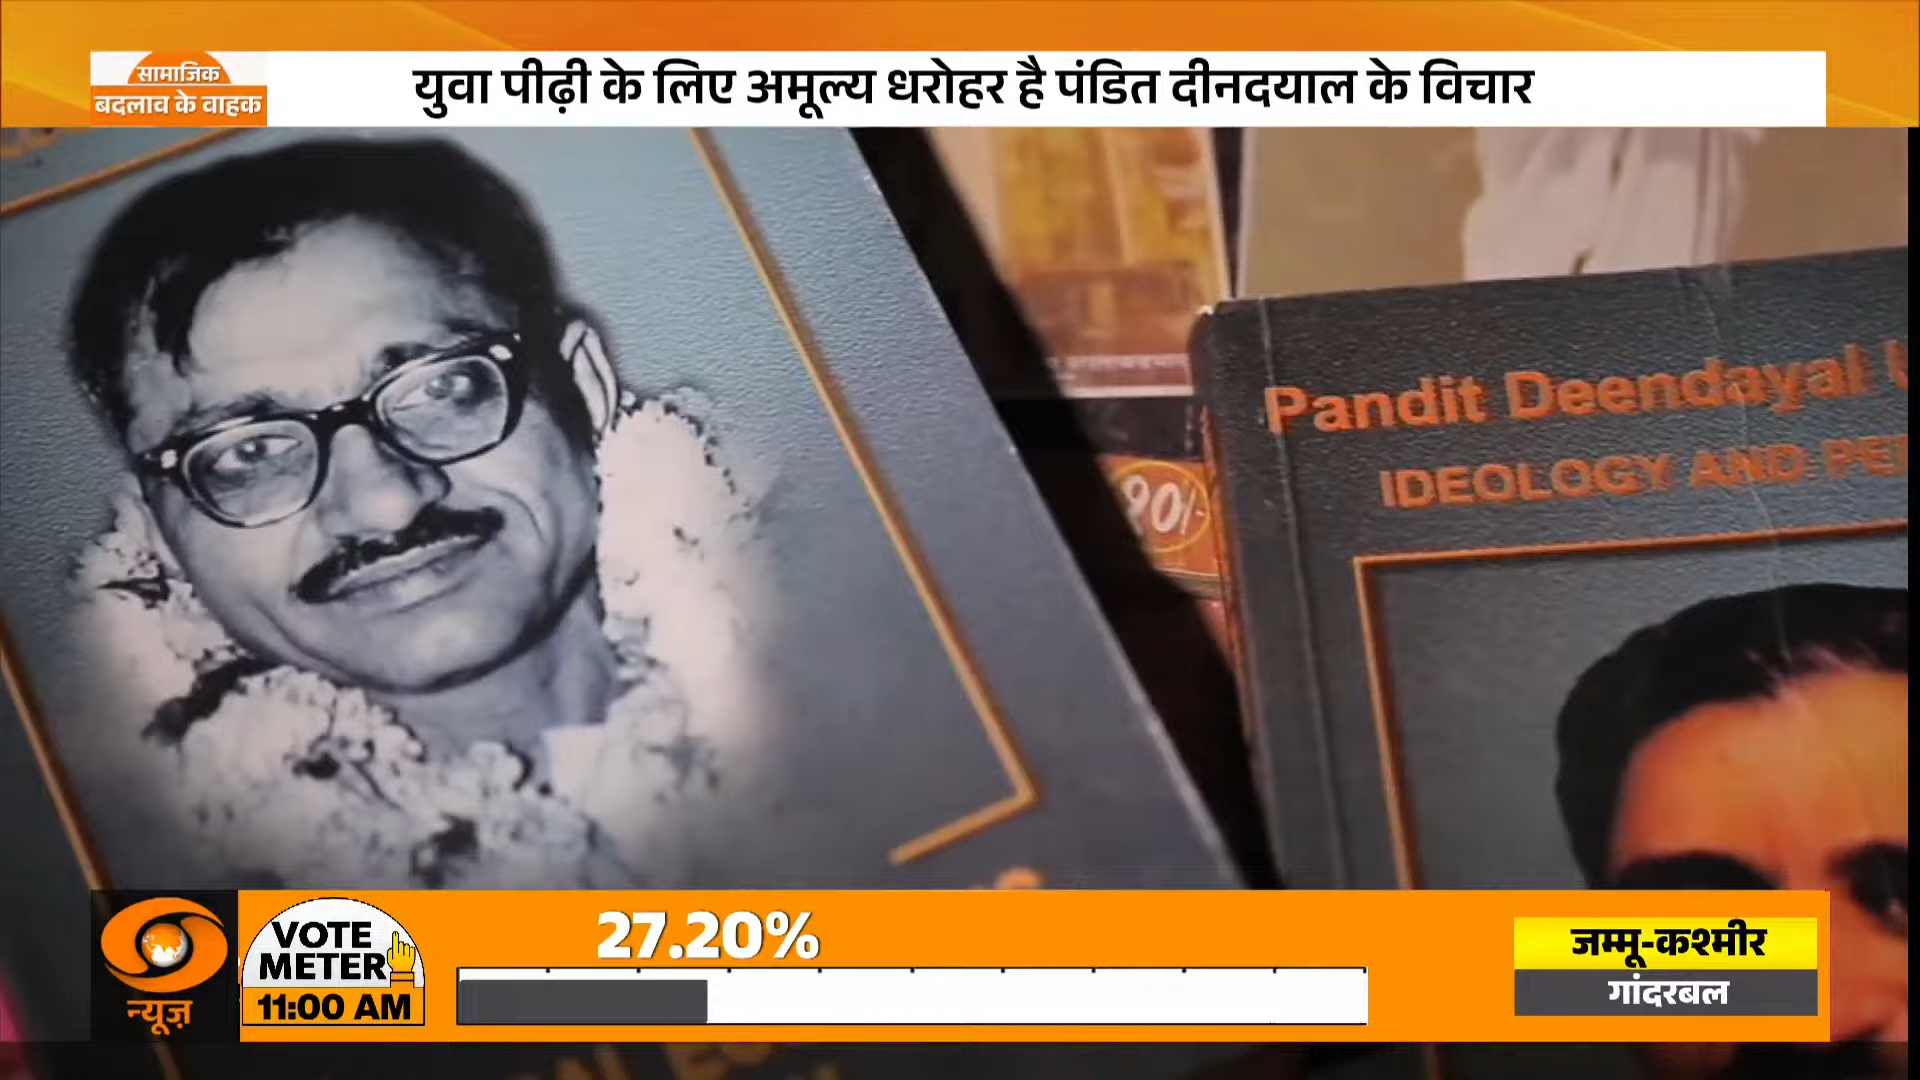 सामाजिक
बदलाव के वाहक
युवा पीढ़ी के लिए अमूल्य धरोहर है पंडित दीनदयाल के विचार
Pandit Deendayal
IDEOLOGY AND
90/-
न्यूज़
VOTE
METER
11:00 AM
27.20%
जम्मू-कश्मीर
गांदरबल